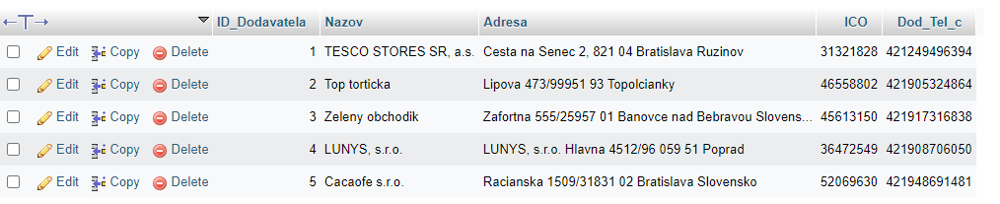 ←T→ ID_Dodavatela Nazov Adresa ICO Dod_Tel_c
Edit Copy Delete 1 TESCO STORES SR, a.s. Cesta na Senec 2, 821 04 Bratislava Ruzinov 31321828 421249496394
Edit Copy Delete 2 Top torticka Lipova 473/99951 93 Topolcianky 46558802 421905324864
Edit Copy Delete 3 Zeleny obchodik Zafortna 555/25957 01 Banovce nad Bebravou Slovens... 45613150 421917316838
Edit Copy Delete 4 LUNYS, s.r.o. LUNYS, s.r.o. Hlavna 4512/96 059 51 Poprad 36472549 421908706050
Edit Copy Delete 5 Cacaofe s.r.o. Racianska 1509/31831 02 Bratislava Slovensko 52069630 421948691481